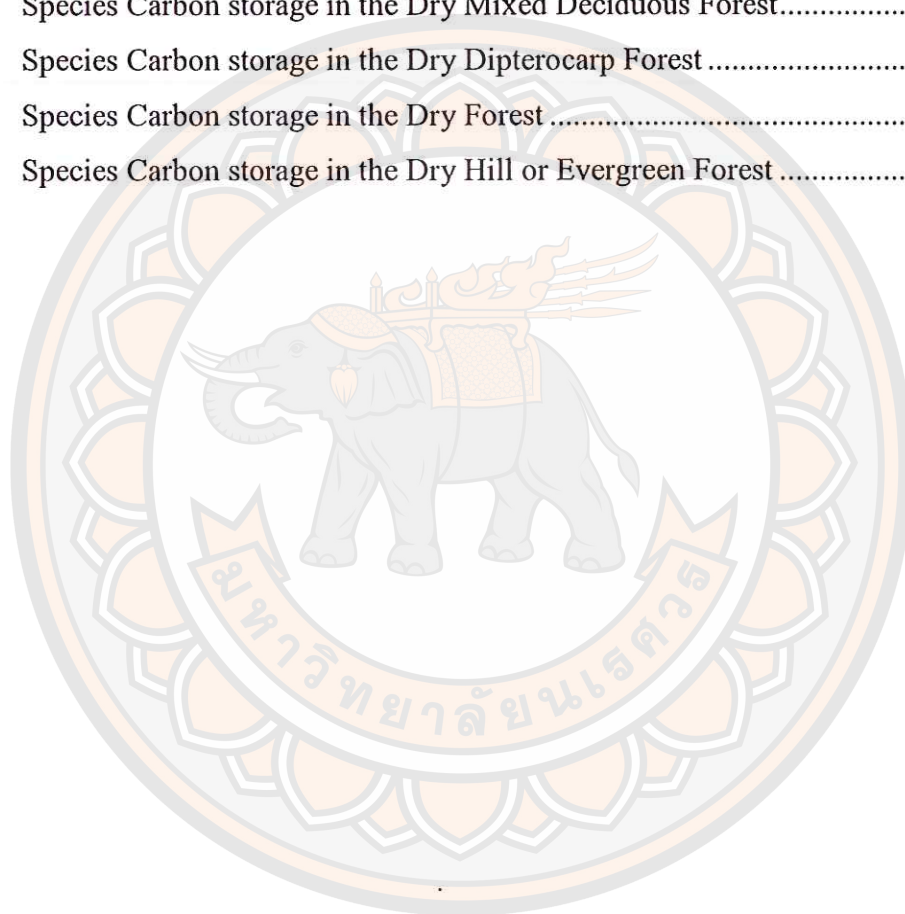 Species Carbon storage in the Dry Mixed Deciduous Forest................
Species Carbon storage in the Dry Dipterocarp Forest .........................
Species Carbon storage in the Dry Forest .............................................
Species Carbon storage in the Dry Hill or Evergreen Forest ................
มหาวิทยาลัยนเรศวร